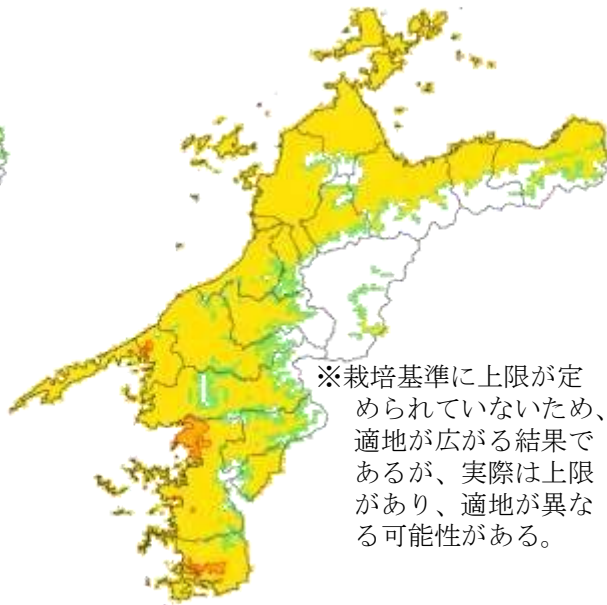 ※栽培基準に上限が定
められていないため、
適地が広がる結果で
あるが、実際は上限
があり、適地が異な
る可能性がある。